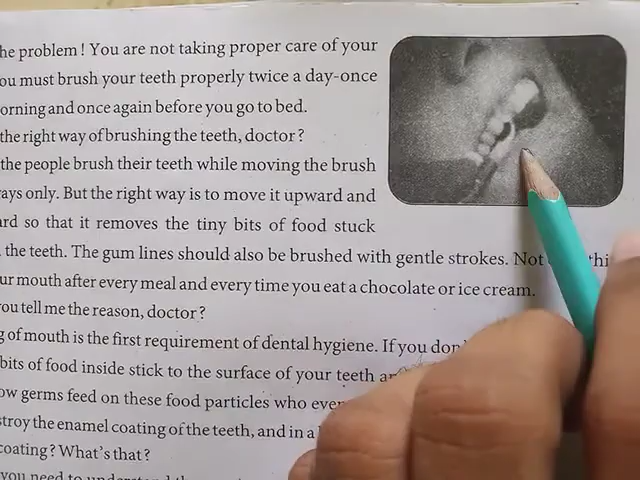 he problem ! You are not taking proper care of your
ou must brush your teeth properly twice a day-once
orning and once again before you go to bed.
the right way of brushing the teeth, doctor ?
the people brush their teeth while moving the brush
ays only. But the right way is to move it upward and
rd so that it removes the tiny bits of food stuck
the teeth. The gum lines should also be brushed with gentle strokes. Not
ur mouth after every meal and every time you eat a chocolate or ice cream.
ou tell me the reason, doctor ?
g of mouth is the first requirement of dental hygiene. If you don'
bits of food inside stick to the surface of your teeth
ow germs feed on these food particles who
stroy the enamel coating of the teeth, and in a
coating ? What's that ?
you need to